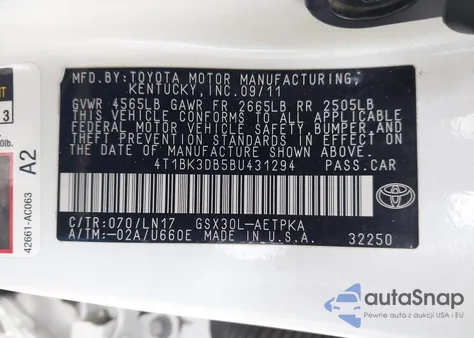 MFD.BY: TOYOTA MOTOR MANUFACTURING,
KENTUCKY, INC. 09/11
GVWR 4565LB GAWR FR 2665LB RR 2505LB
THIS VEHICLE CONFORMS TO ALL APPLICABLE
FEDERAL MOTOR VEHICLE SAFETY, BUMPER, AND
THEFT PREVENTION STANDARDS IN EFFECT ON
THE DATE OF MANUFACTURE SHOWN ABOVE.
4T1BK3DB5BU431294 PASS.CAR
C/TR:070/LN17 GSX30L-AETPKA
A/TM:-02A/U660E MADE IN U.S.A. 32250
TOYOTA
A2
42661-AC063
3
0lb.
autoSnap
Pewne auta z USA i EU